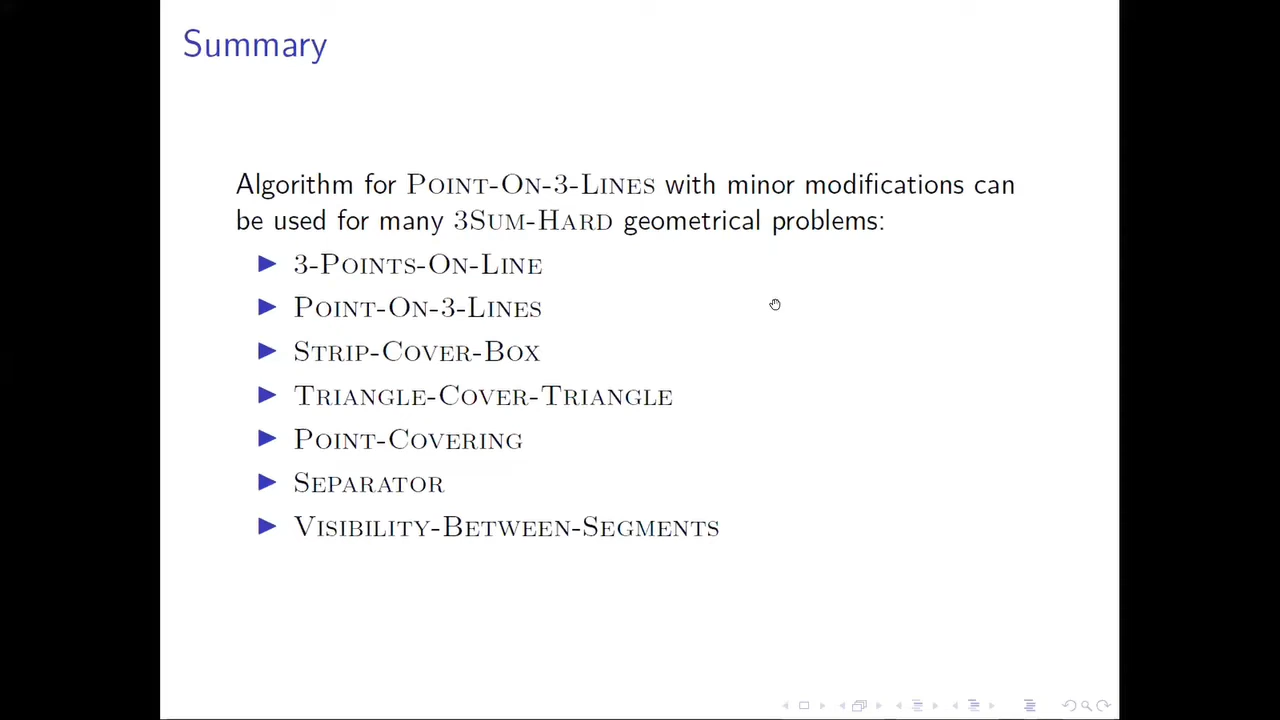 Summary
Algorithm for Point-On-3-Lines with minor modifications can
be used for many 3Sum-Hard geometrical problems:
3-Points-On-Line
Point-On-3-Lines
Strip-Cover-Box
Triangle-Cover-Triangle
Point-Covering
Separator
Visibility-Between-Segments